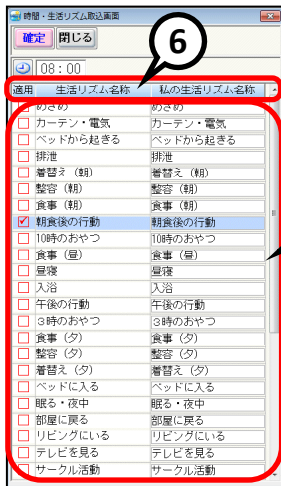 時間・生活リズム取込画面
確定 閉じる
6
08:00
適用 生活リズム名称 私の生活リズム名称
めざめ めざめ
カーテン・電気 カーテン・電気
ベッドから起きる ベッドから起きる
排泄 排泄
着替え（朝） 着替え（朝）
整容（朝） 整容（朝）
食事（朝） 食事（朝）
朝食後の行動 朝食後の行動
10時のおやつ 10時のおやつ
食事（昼） 食事（昼）
昼寝 昼寝
入浴 入浴
午後の行動 午後の行動
３時のおやつ ３時のおやつ
食事（夕） 食事（夕）
整容（夕） 整容（夕）
着替え（夕） 着替え（夕）
ベッドに入る ベッドに入る
眠る・夜中 眠る・夜中
部屋に戻る 部屋に戻る
リビングにいる リビングにいる
テレビを見る テレビを見る
サークル活動 サークル活動